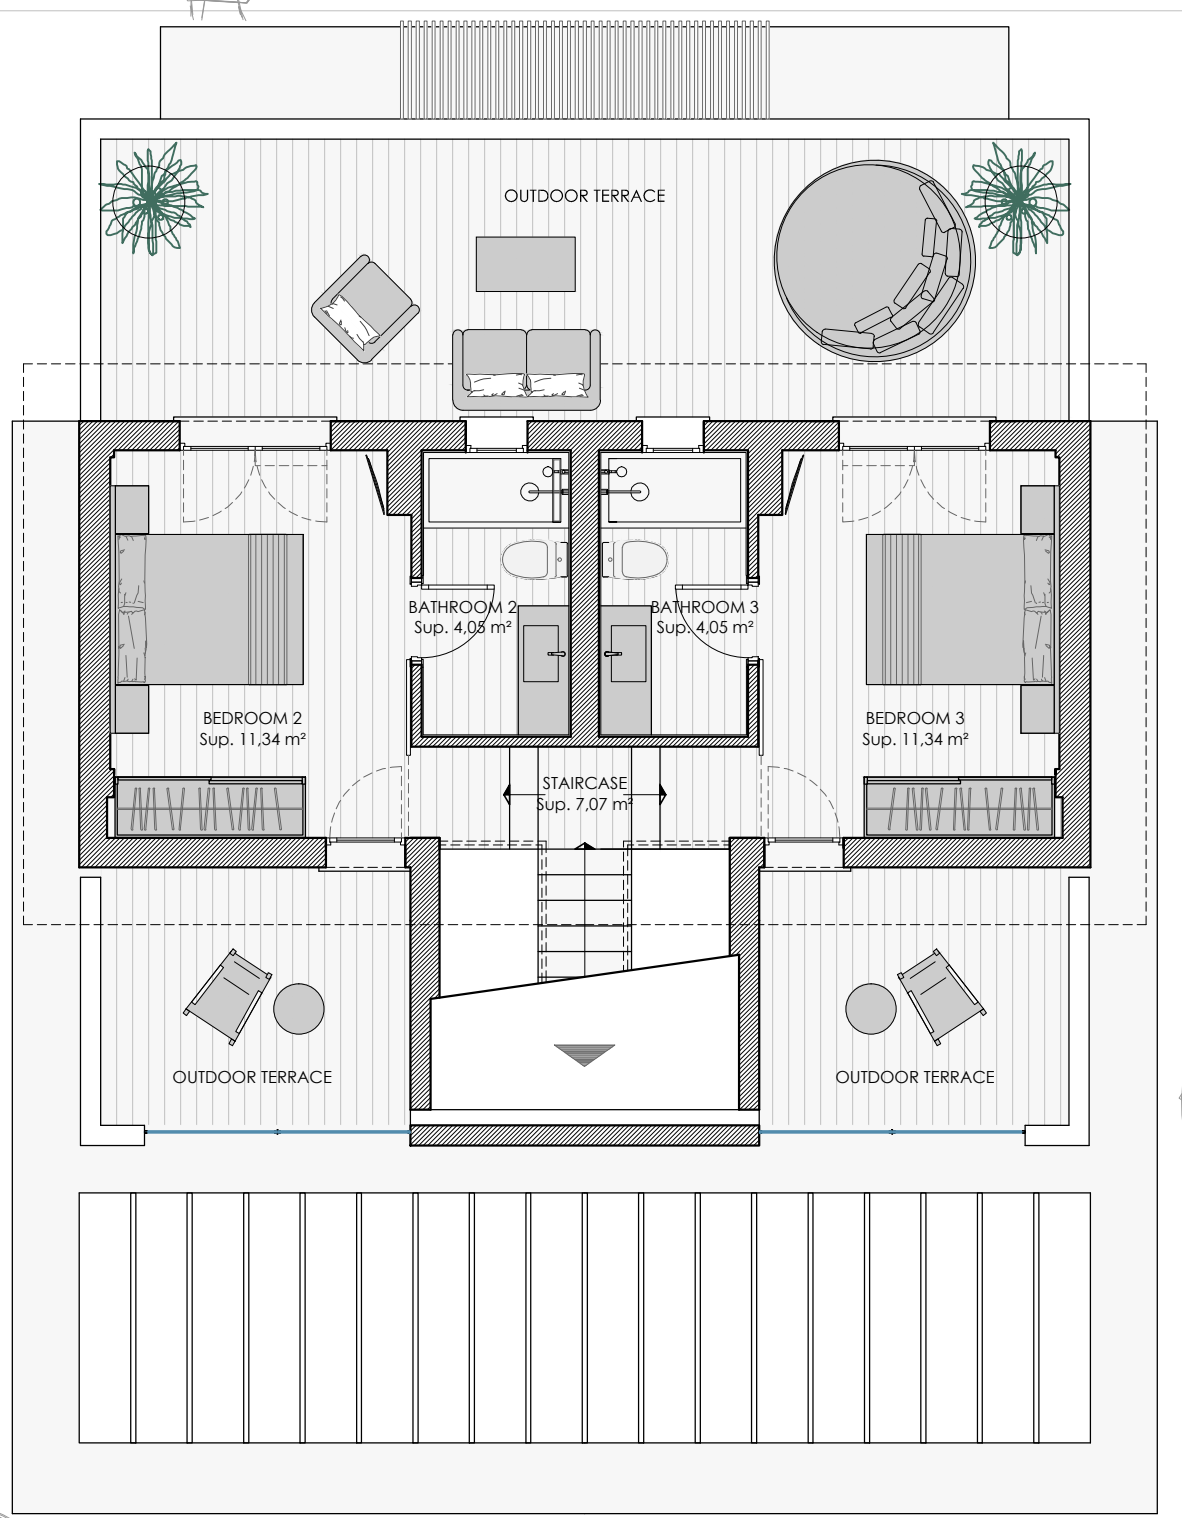 OUTDOOR TERRACE
BATHROOM 2
Sup. 4,05 m²
BATHROOM 3
Sup. 4,05 m²
BEDROOM 2
Sup. 11,34 m²
BEDROOM 3
Sup. 11,34 m²
STAIRCASE
Sup. 7,07 m²
OUTDOOR TERRACE
OUTDOOR TERRACE